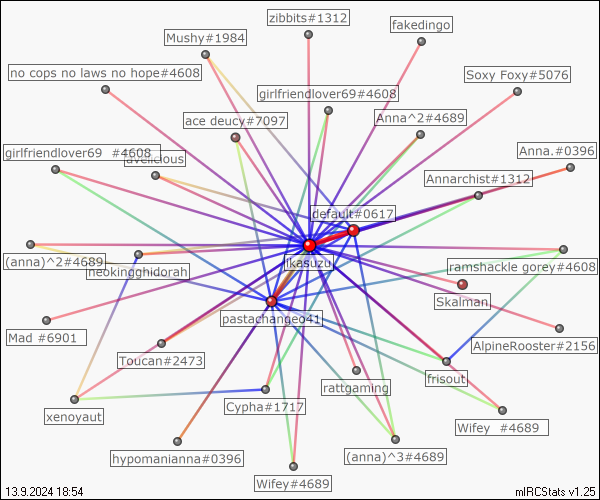 zibbits#1312
fakedingo
Mushy#1984
no cops no laws no hope#4608
Soxy Foxy#5076
girlfriendlover69#4608
ace deucy#7097
Anna^2#4689
girlfriendlover69 #4608
avelicious
Anna.#0396
Annarchist#1312
default#0617
(anna)^2#4689
neokingghidorah
ikasuzu
ramshackle gorey#4608
Skalman
pastachangeo41
Mad #6901
AlpineRooster#2156
Toucan#2473
frisout
rattgaming
Cypha#1717
xenoyaut
Wifey #4689
hypomanianna#0396
(anna)^3#4689
Wifey#4689
13.9.2024 18:54
mIRCStats v1.25